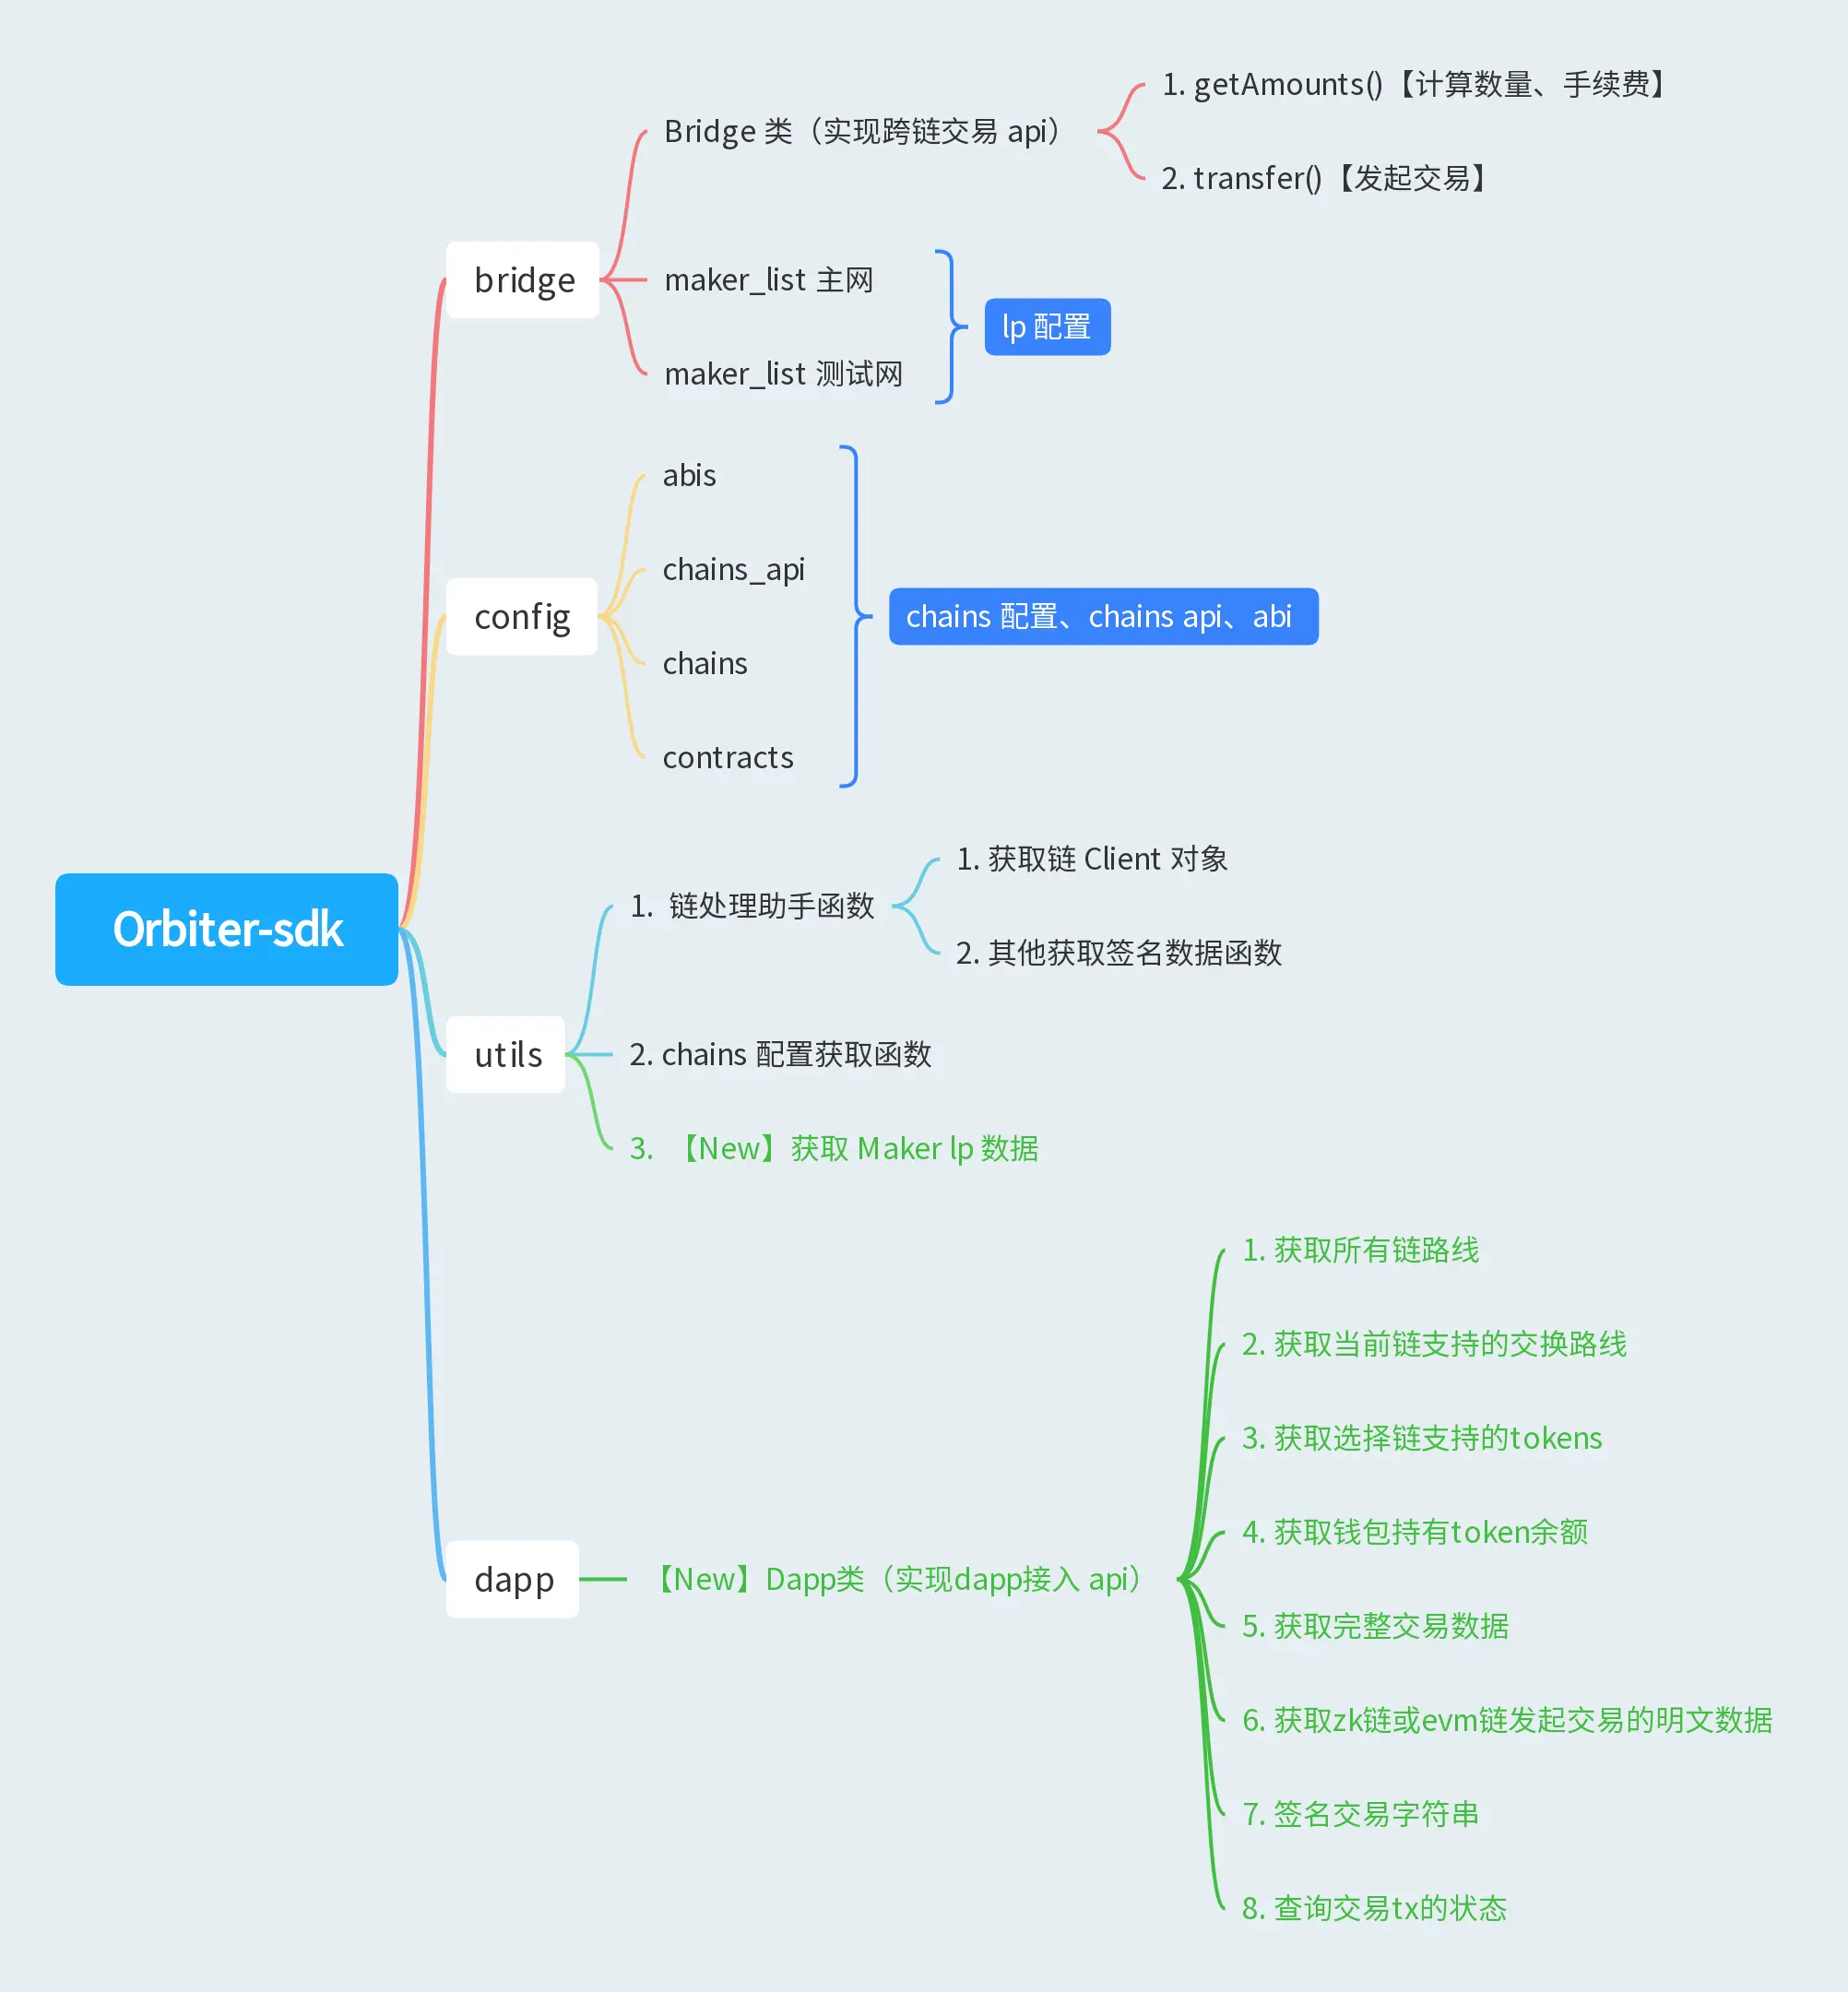 Orbiter-sdk
bridge
Bridge 类（实现跨链交易 api）
1. getAmounts()【计算数量、手续费】
2. transfer()【发起交易】
maker_list 主网
maker_list 测试网
lp 配置
config
abis
chains_api
chains
contracts
chains 配置、chains api、abi
utils
1. 链处理助手函数
1. 获取链 Client 对象
2. 其他获取签名数据函数
2. chains 配置获取函数
3. 【New】获取 Maker lp 数据
dapp
【New】Dapp类（实现dapp接入 api）
1. 获取所有链路线
2. 获取当前链支持的交换路线
3. 获取选择链支持的tokens
4. 获取钱包持有token余额
5. 获取完整交易数据
6. 获取zk链或evm链发起交易的明文数据
7. 签名交易字符串
8. 查询交易tx的状态